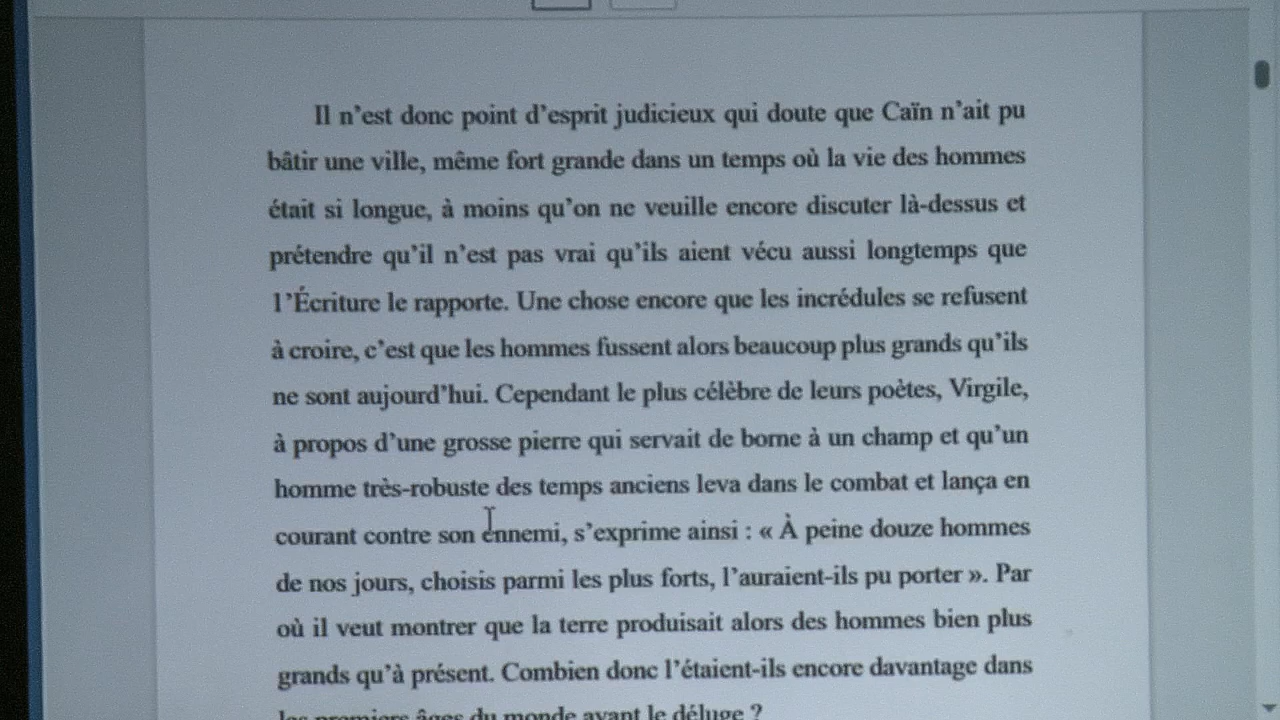 Il n’est donc point d’esprit judicieux qui doute que Caïn n’ait pu
bâtir une ville, même fort grande dans un temps où la vie des hommes
était si longue, à moins qu’on ne veuille encore discuter là-dessus et
prétendre qu’il n’est pas vrai qu’ils aient vécu aussi longtemps que
l’Écriture le rapporte. Une chose encore que les incrédules se refusent
à croire, c’est que les hommes fussent alors beaucoup plus grands qu’ils
ne sont aujourd’hui. Cependant le plus célèbre de leurs poètes, Virgile,
à propos d’une grosse pierre qui servait de borne à un champ et qu’un
homme très-robuste des temps anciens leva dans le combat et lança en
courant contre son ennemi, s’exprime ainsi : « À peine douze hommes
de nos jours, choisis parmi les plus forts, l’auraient-ils pu porter ». Par
où il veut montrer que la terre produisait alors des hommes bien plus
grands qu’à présent. Combien donc l’étaient-ils encore davantage dans
les premiers âges du monde avant le déluge ?